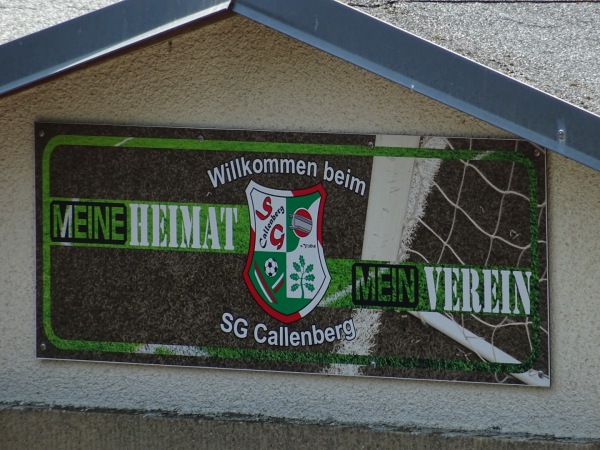 Willkommen beim
MEINE HEIMAT
SG
Callenberg
MEIN VEREIN
SG Callenberg